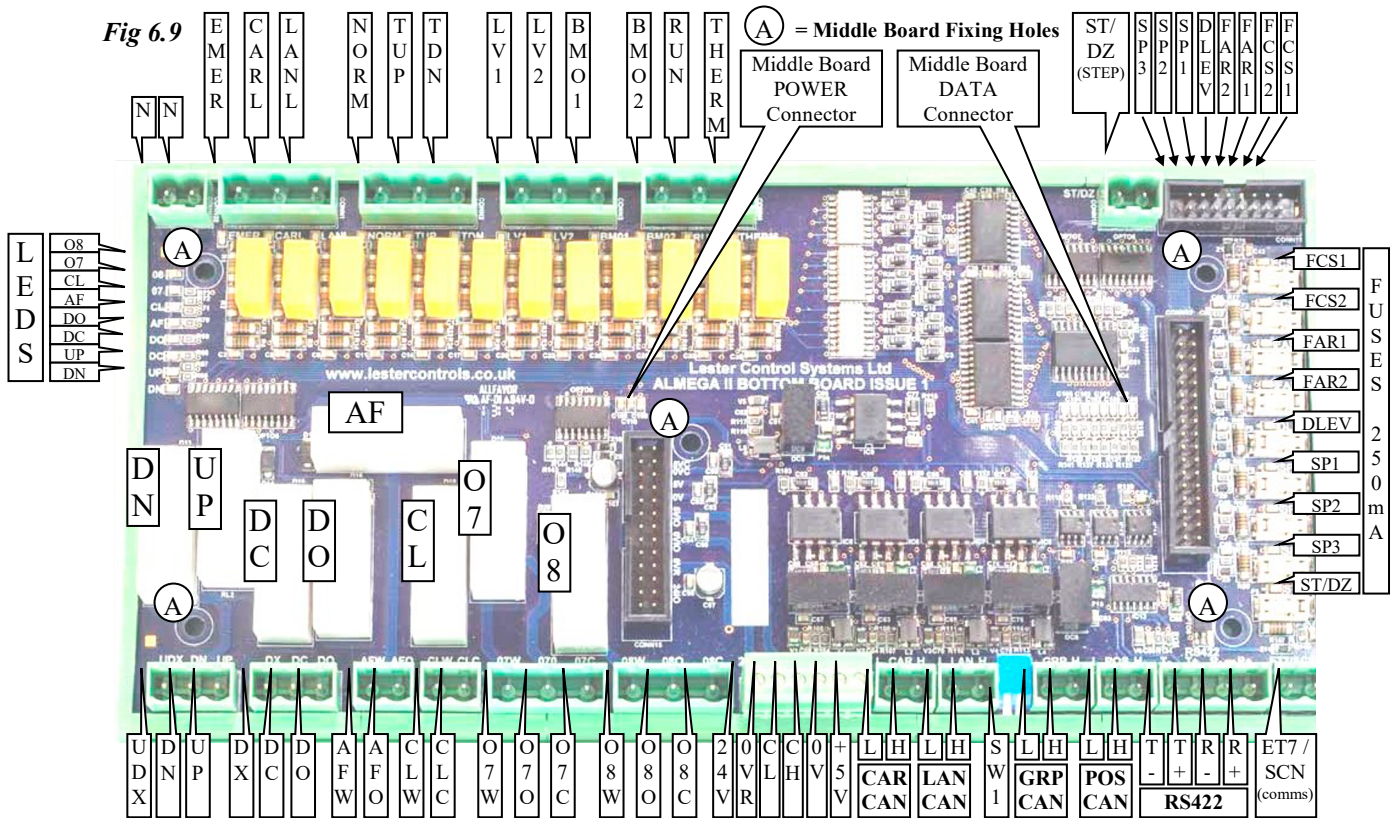 Fig 6.9
A = Middle Board Fixing Holes
N
N
EMER
CARL
LANL
NORM
TUP
TDN
LV1
LV2
BMO1
BMO2
RUN
THERM
Middle Board
POWER
Connector
Middle Board
DATA
Connector
ST/
DZ
(STEP)
SP3
SP2
SP1
DLEV
FAR2
FAR1
FCS2
FCS1
LEDS
O8
O7
CL
AF
DO
DC
UP
DN
A
A
A
A
A
ST/DZ
www.lestercontrols.co.uk
Lester Control Systems Ltd
ALMEGA II BOTTOM BOARD ISSUE 1
AF
DN
UP
DC
DO
CL
O7
O8
FCS1
FCS2
FAR1
FAR2
DLEV
SP1
SP2
SP3
ST/DZ
FUSES 250mA
UDX
DN
UP
DX
DC
DO
AFW
AFO
CLW
CLC
O7W
O7O
O7C
O8W
O8O
O8C
24V
0VR
CL
CH
0V
+5V
L
H
CAR
CAN
L
H
LAN
CAN
SW1
L
H
GRP
CAN
L
H
POS
CAN
T-
T+
R-
R+
RS422
ET7 /
SCN
(comms)